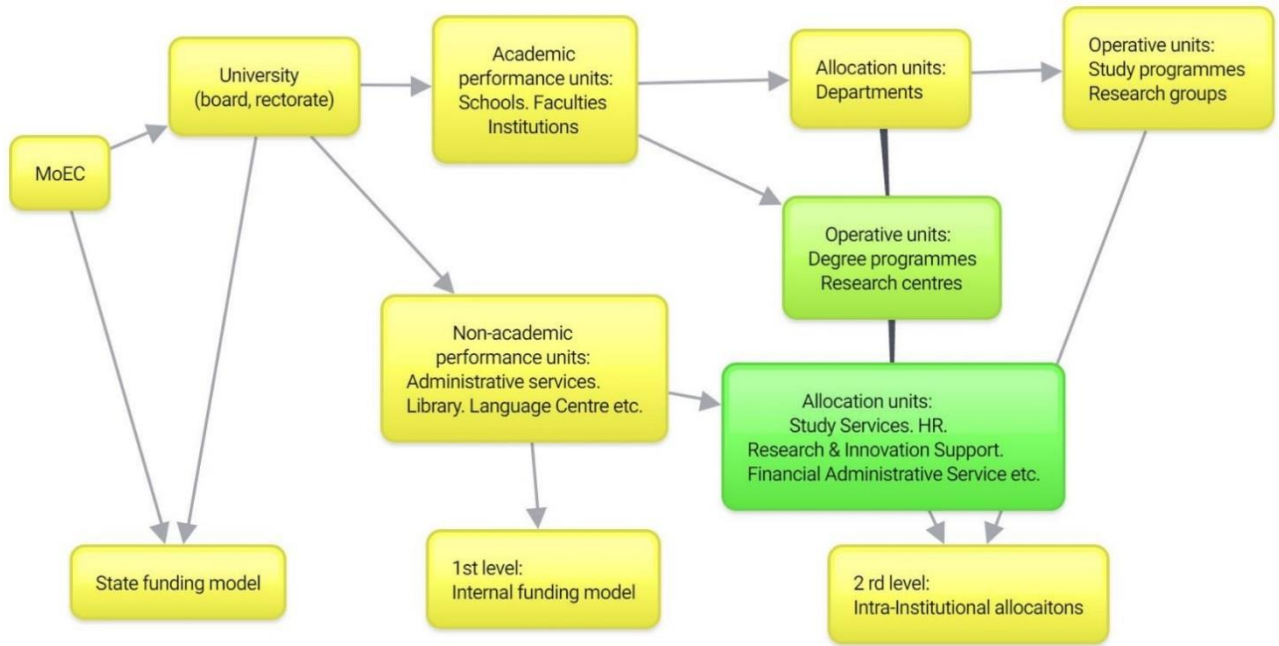 University
(board, rectorate)
Academic
performance units:
Schools. Faculties
Institutions
Allocation units:
Departments
Operative units:
Study programmes
Research groups
MoEC
Operative units:
Degree programmes
Research centres
Non-academic
performance units:
Administrative services.
Library. Language Centre etc.
Allocation units:
Study Services. HR.
Research & Innovation Support.
Financial Administrative Service etc.
State funding model
1st level:
Internal funding model
2 rd level:
Intra-Institutional allocaitons